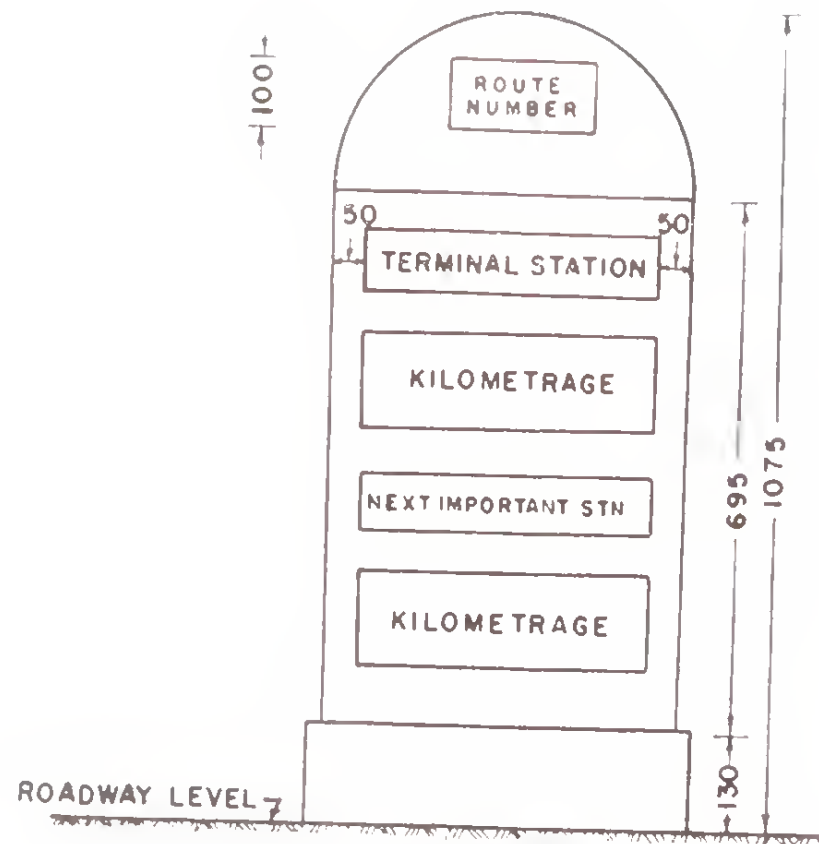 100
ROUTE
NUMBER
50
50
TERMINAL STATION
KILOMETRAGE
695
1075
NEXT IMPORTANT STN
KILOMETRAGE
130
ROADWAY LEVEL